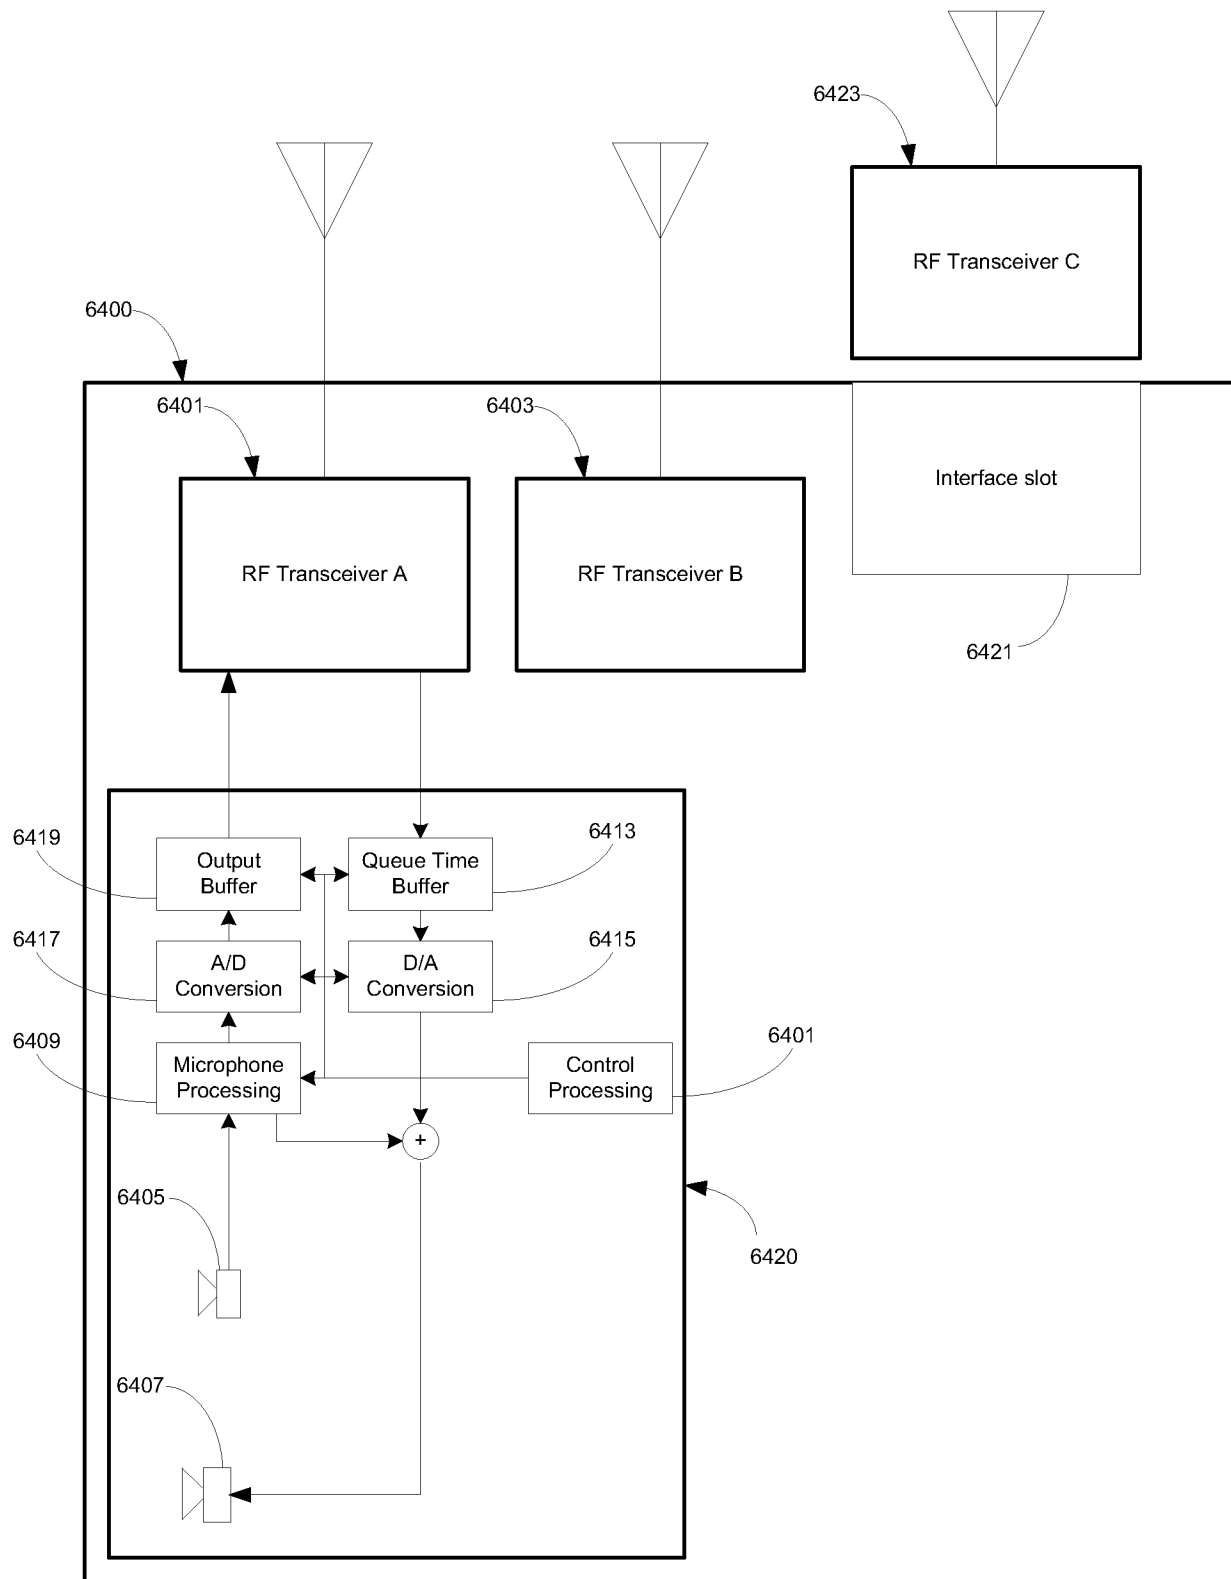 6423
RF Transceiver C
6400
6401
6403
Interface slot
RF Transceiver A
RF Transceiver B
6421
6419
Output
Buffer
Queue Time
Buffer
6413
6417
A/D
Conversion
D/A
Conversion
6415
6409
Microphone
Processing
Control
Processing
6401
+
6405
6420
6407